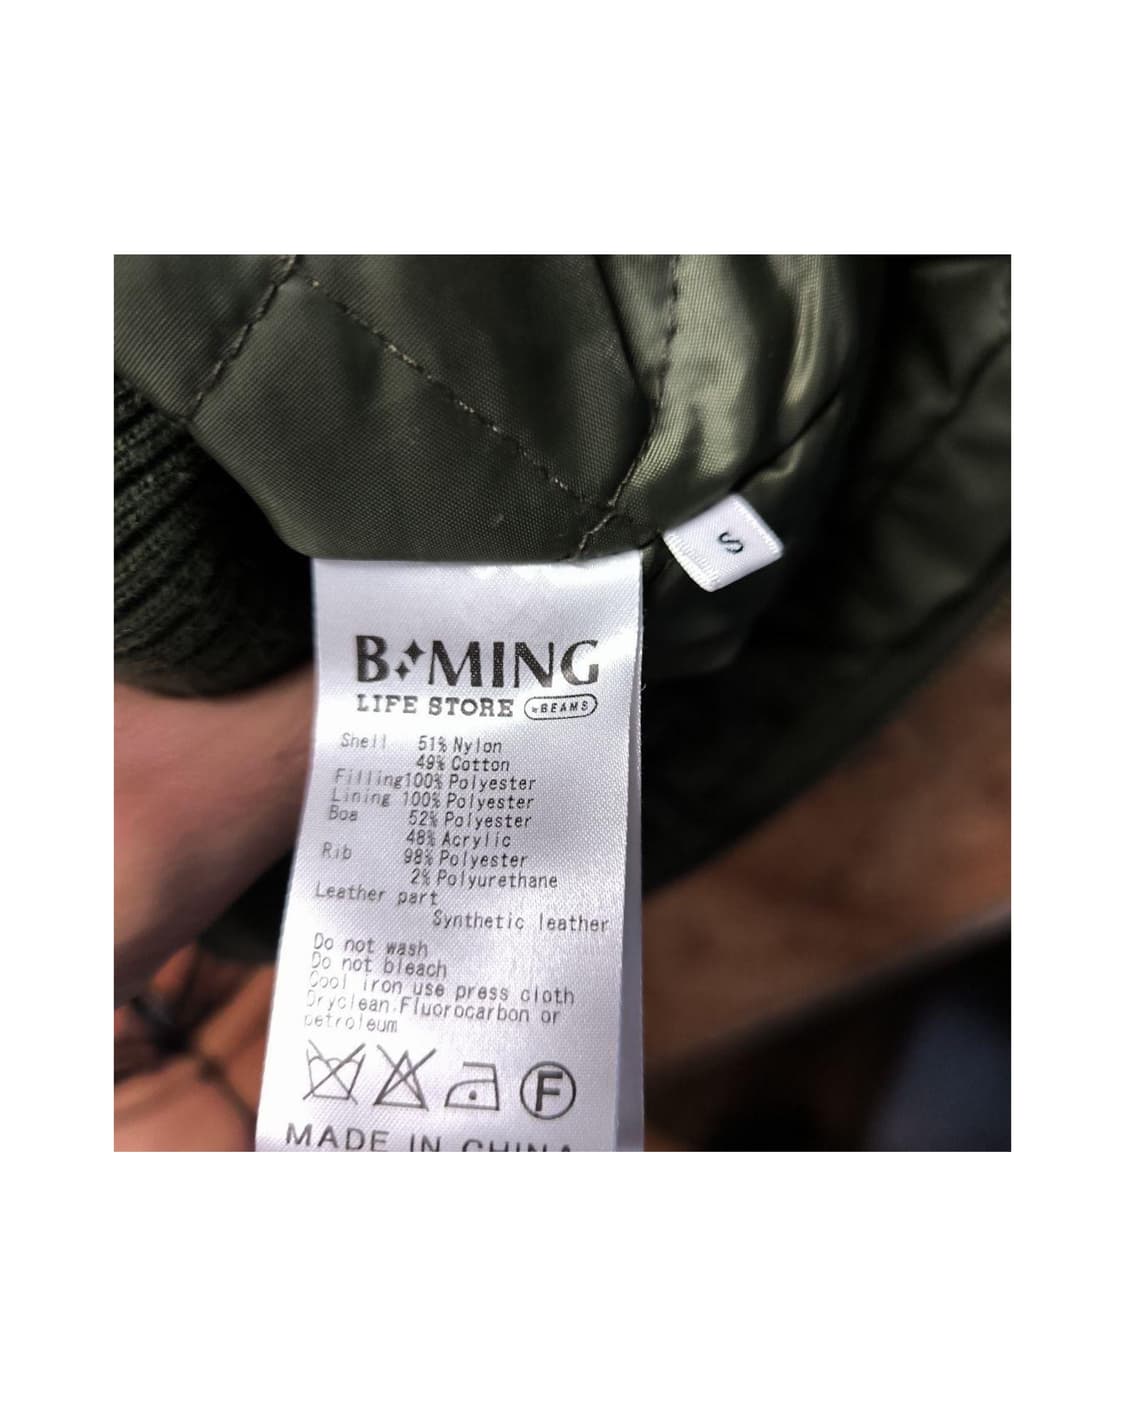 S
B MING
LIFE STORE by BEAMS
Shell 51% Nylon
49% Cotton
Filling 100% Polyester
Lining 100% Polyester
Boa 52% Polyester
48% Acrylic
Rib 98% Polyester
2% Polyurethane
Leather part
Synthetic leather
Do not wash
Do not bleach
Cool iron use press cloth
Dryclean.Fluorocarbon or
petroleum
F
MADE IN CHINA